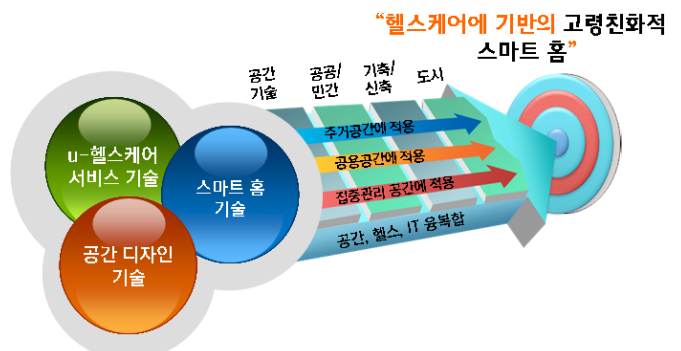 “헬스케어에 기반의 고령친화적
스마트 홈”
공간
기술
공공/
민간
기축/
신축
도시
주거공간에 적용
공용공간에 적용
집중관리 공간에 적용
공간, 헬스, IT 융복합
u-헬스케어
서비스 기술
스마트 홈
기술
공간 디자인
기술